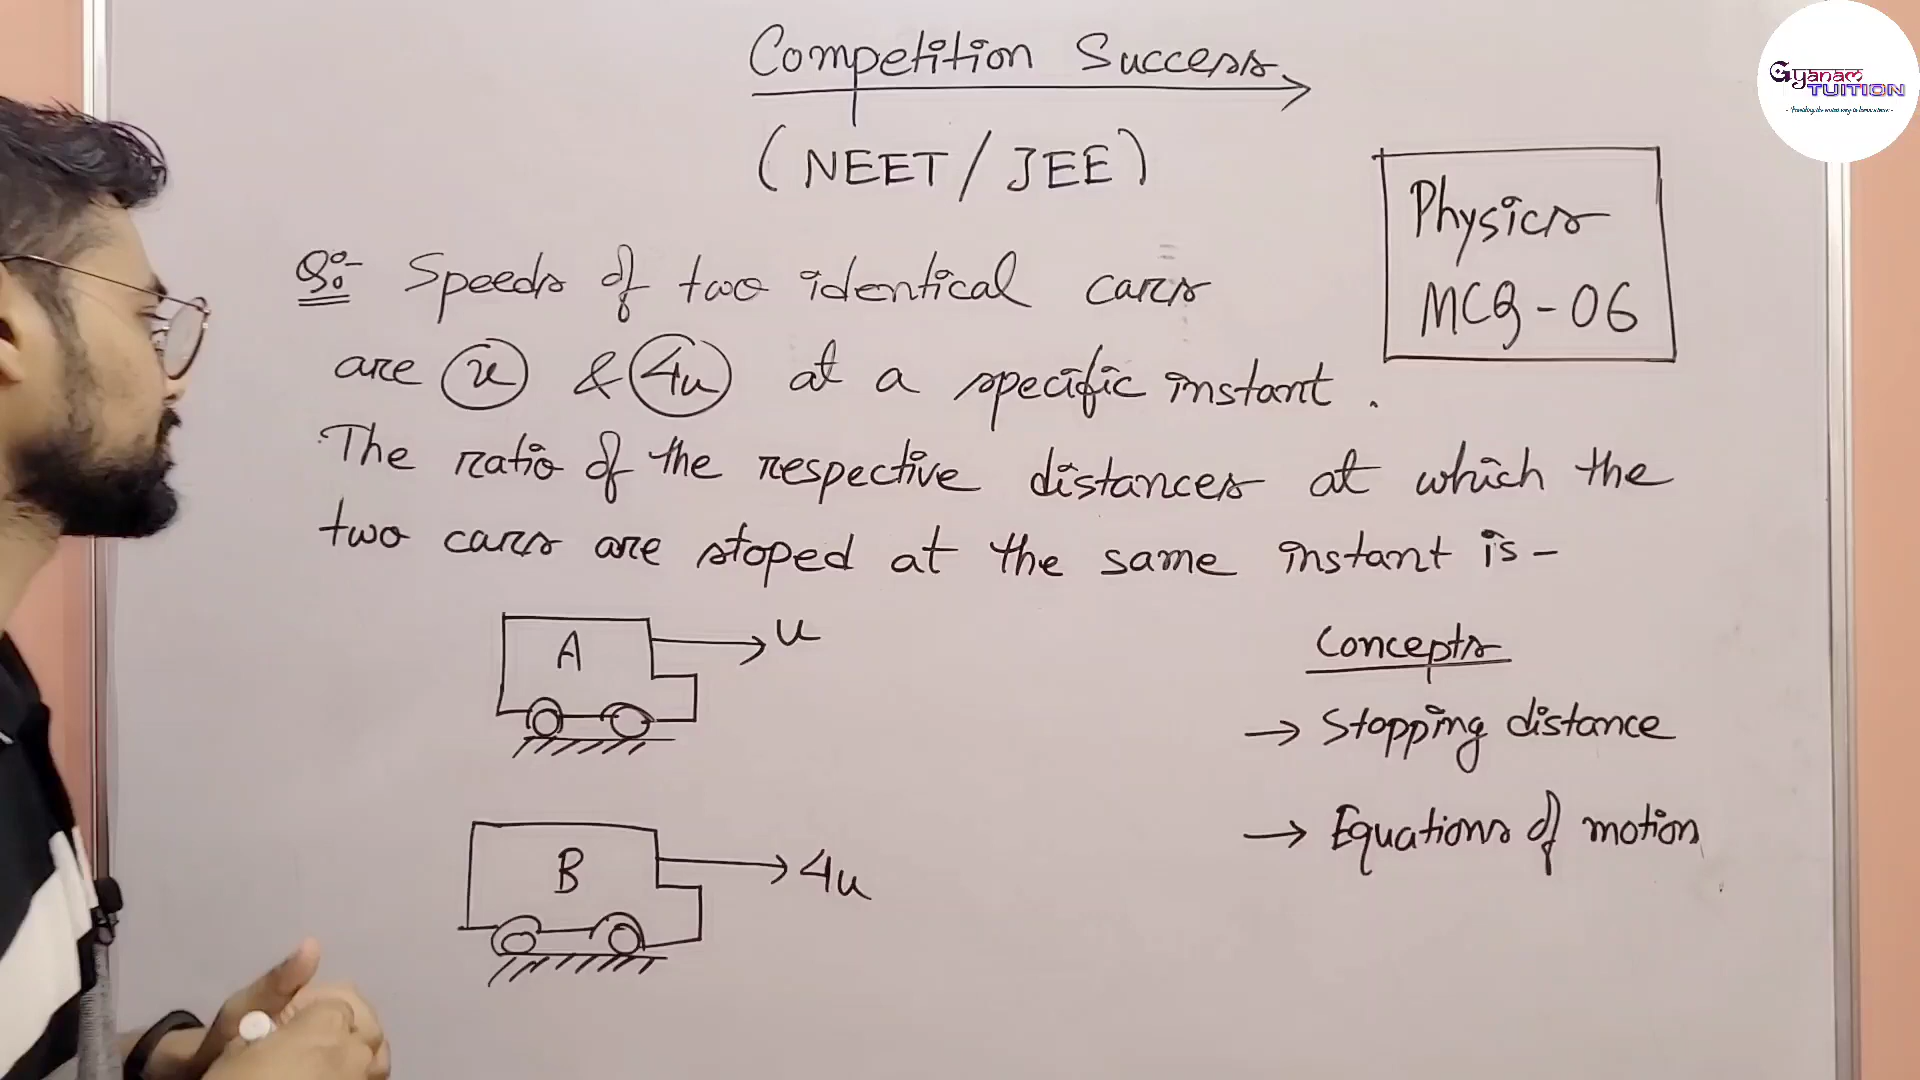 Competition Success
(NEET/JEE)
Gyanam
TUITION
Physics
MCQ-06
Q:- Speeds of two identical cars
are u & 4u at a specific instant.
The ratio of the respective distances at which the
two cars are stoped at the same instant is -
A
u
B
4u
Concepts
→ Stopping distance
→ Equations of motion